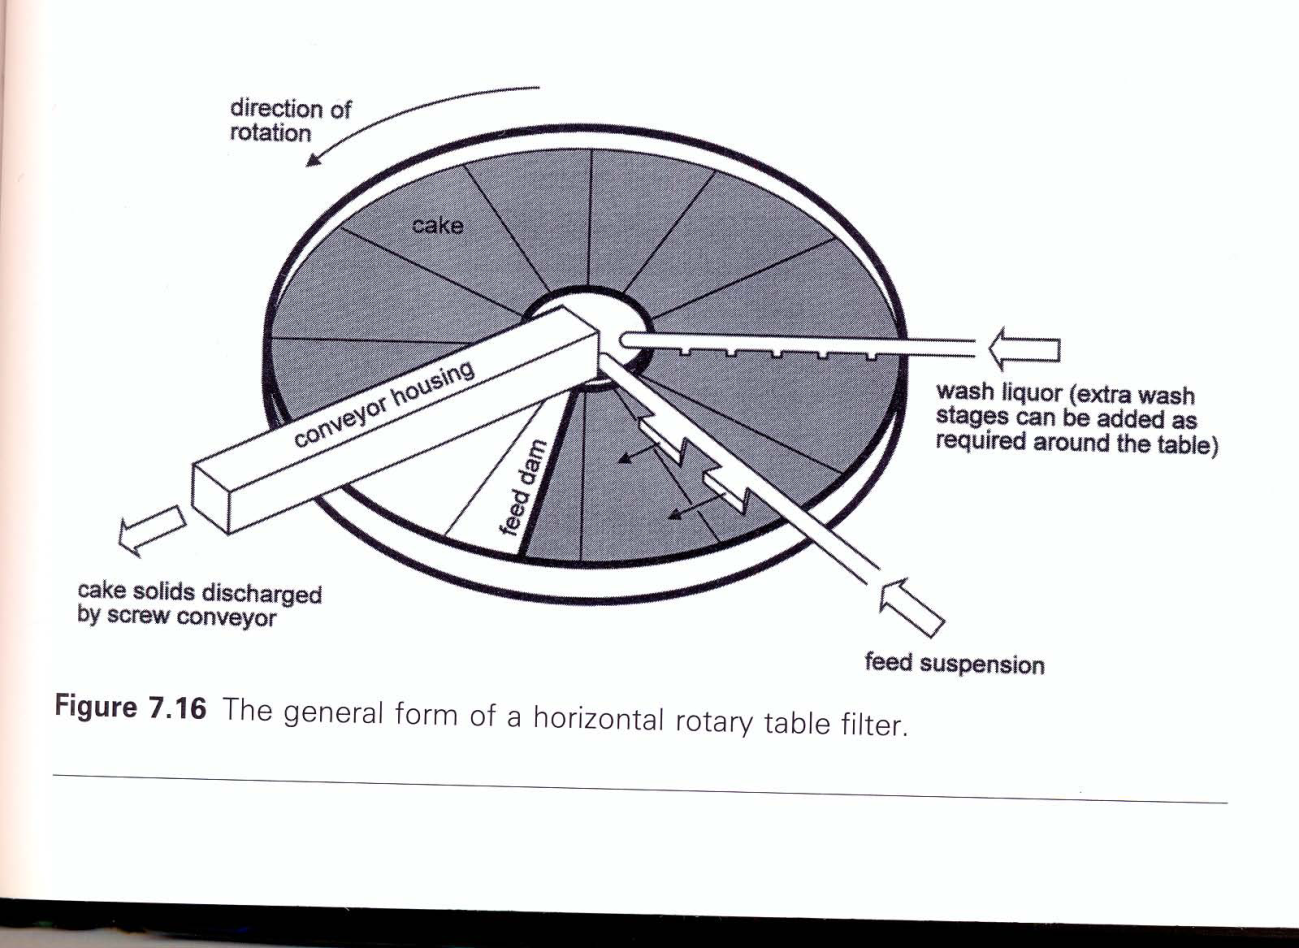 direction of
rotation
cake
conveyor housing
feed dam
wash liquor (extra wash
stages can be added as
required around the table)
cake solids discharged
by screw conveyor
feed suspension
Figure 7.16 The general form of a horizontal rotary table filter.